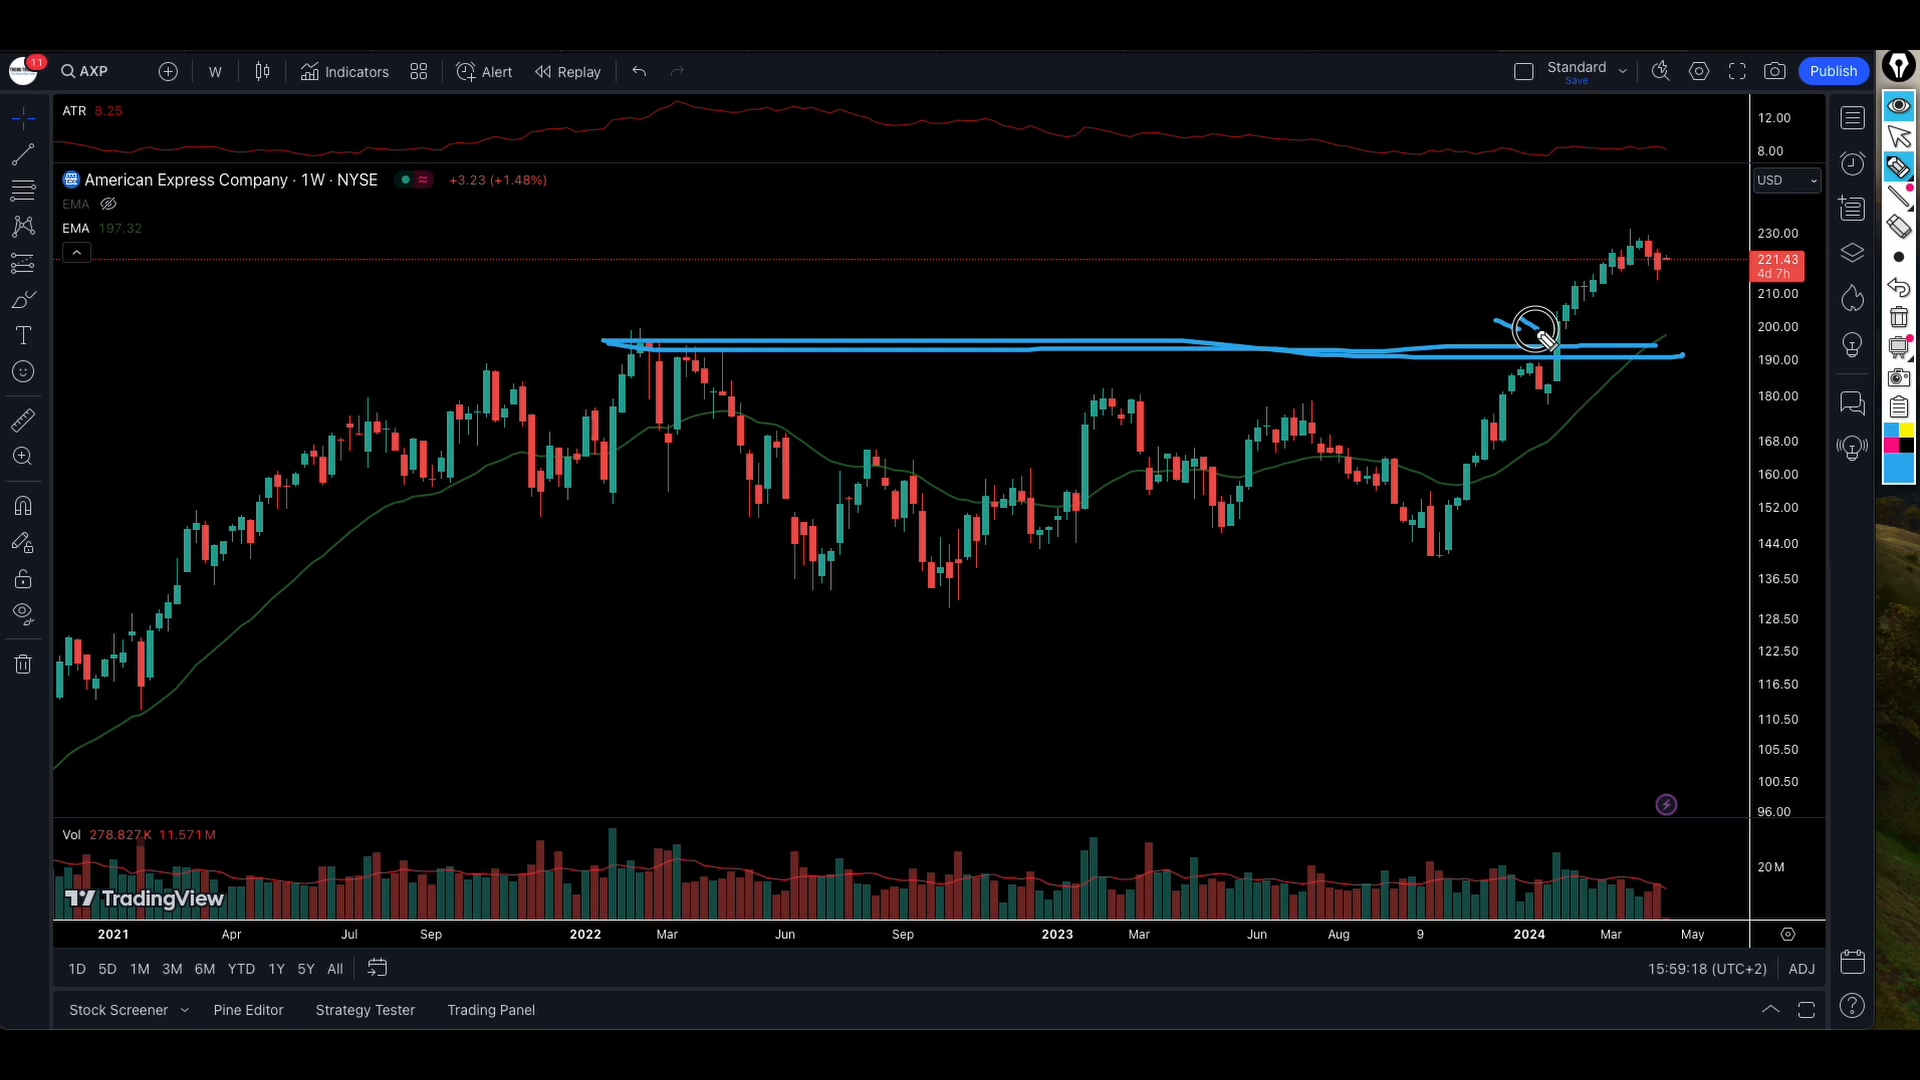 11
AXP
W
Indicators
Alert
Replay
Standard
Save
Publish
ATR 8.25
12.00
8.00
American Express Company · 1W · NYSE
+3.23 (+1.48%)
USD
EMA
EMA 197.32
230.00
221.43
4d 7h
210.00
200.00
190.00
180.00
168.00
160.00
152.00
144.00
136.50
128.50
122.50
116.50
110.50
105.50
100.50
96.00
Vol 278.827K 11.571M
20M
TradingView
2021 Apr Jul Sep 2022 Mar Jun Sep 2023 Mar Jun Aug 9 2024 Mar May
1D 5D 1M 3M 6M YTD 1Y 5Y All
15:59:18 (UTC+2) ADJ
Stock Screener Pine Editor Strategy Tester Trading Panel